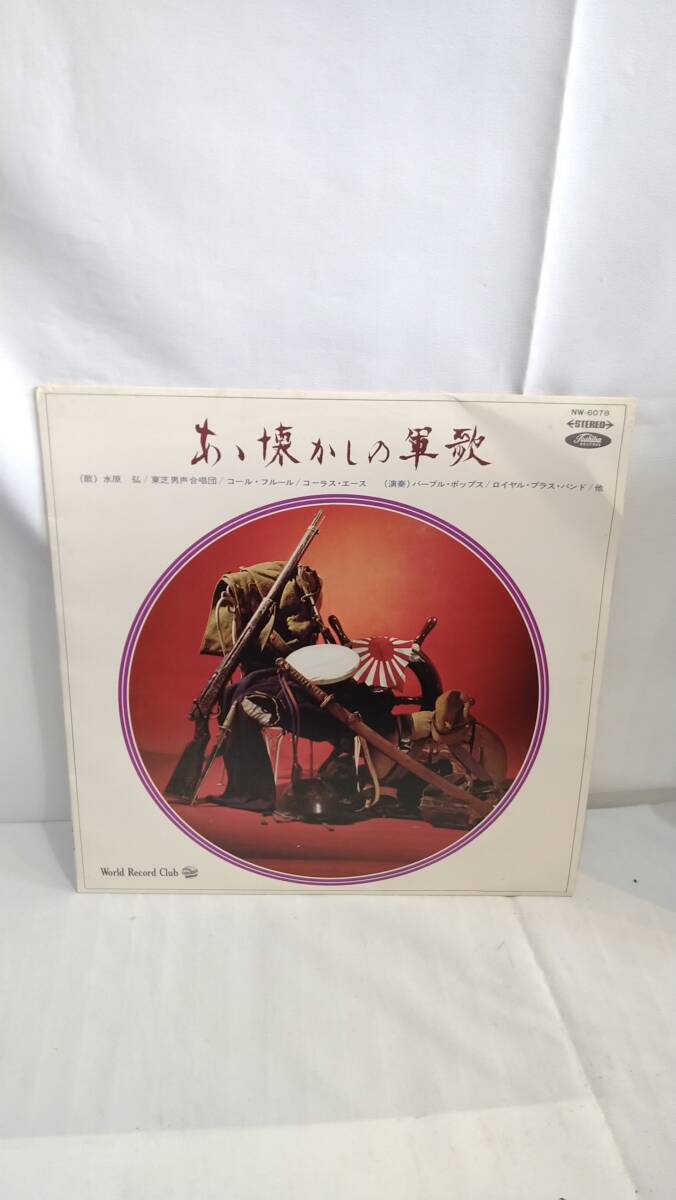 NW-6078
STEREO
Toshiba
RECORDS
あゝ懐かしの軍歌
(歌) 水原 弘/東芝男声合唱団/コール・フルール/コーラス・エース (演奏) パープル・ポップス/ロイヤル・ブラス・バンド/他
World Record Club